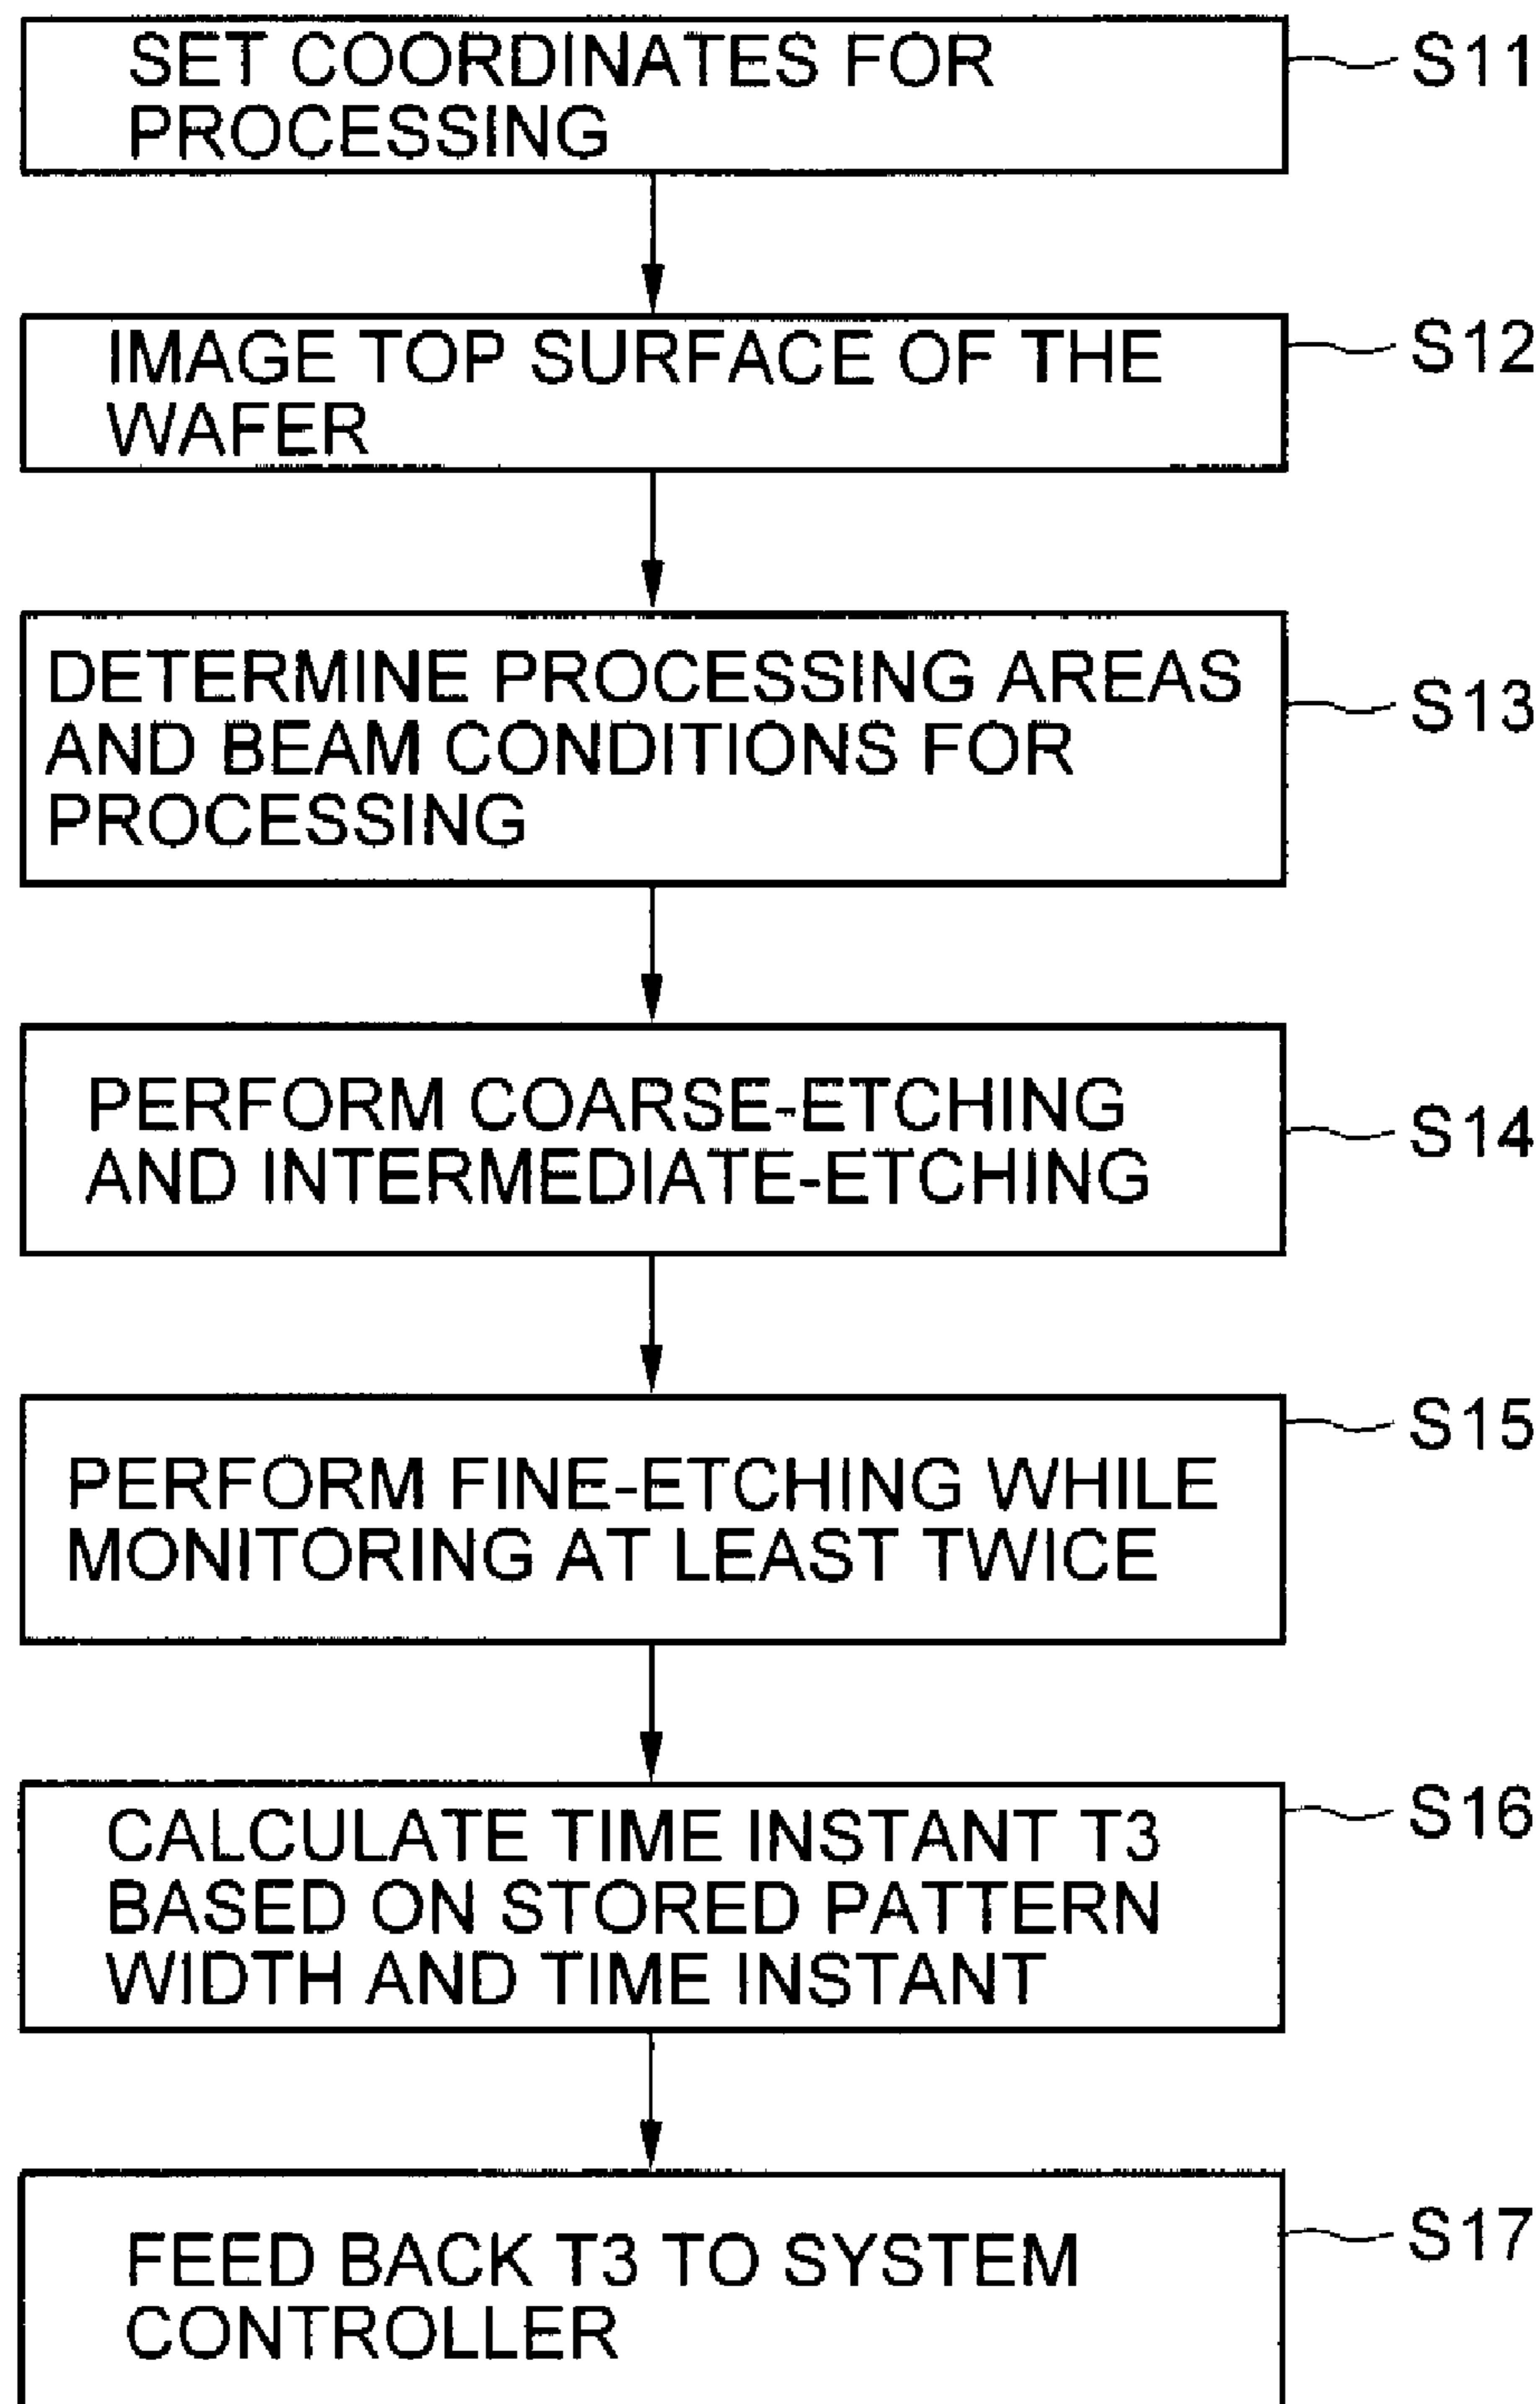 SET COORDINATES FOR
PROCESSING
S11
IMAGE TOP SURFACE OF THE
WAFER
S12
DETERMINE PROCESSING AREAS
AND BEAM CONDITIONS FOR
PROCESSING
S13
PERFORM COARSE-ETCHING
AND INTERMEDIATE-ETCHING
S14
PERFORM FINE-ETCHING WHILE
MONITORING AT LEAST TWICE
S15
CALCULATE TIME INSTANT T3
BASED ON STORED PATTERN
WIDTH AND TIME INSTANT
S16
FEED BACK T3 TO SYSTEM
CONTROLLER
S17